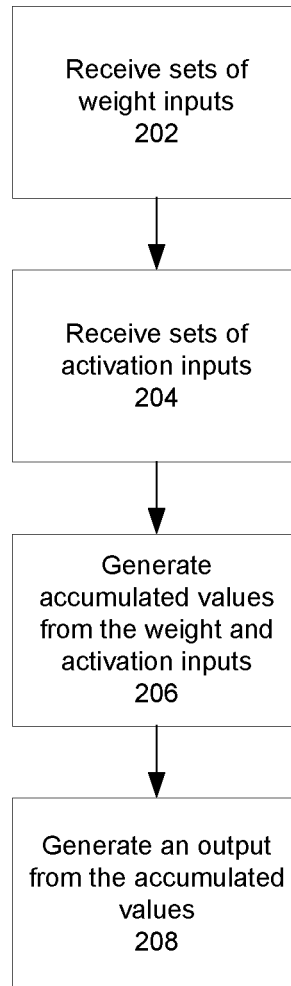 Receive sets of
weight inputs
202
Receive sets of
activation inputs
204
Generate
accumulated values
from the weight and
activation inputs
206
Generate an output
from the accumulated
values
208